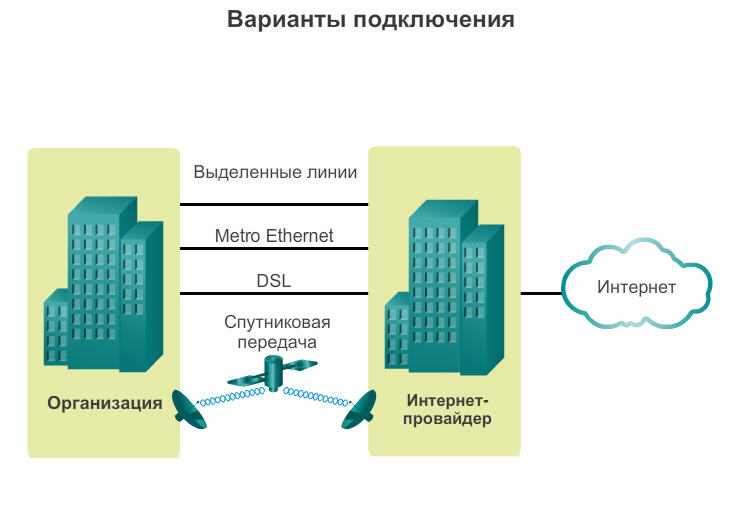 Варианты подключения
Выделенные линии
Metro Ethernet
DSL
Спутниковая
передача
Организация
Интернет-
провайдер
Интернет